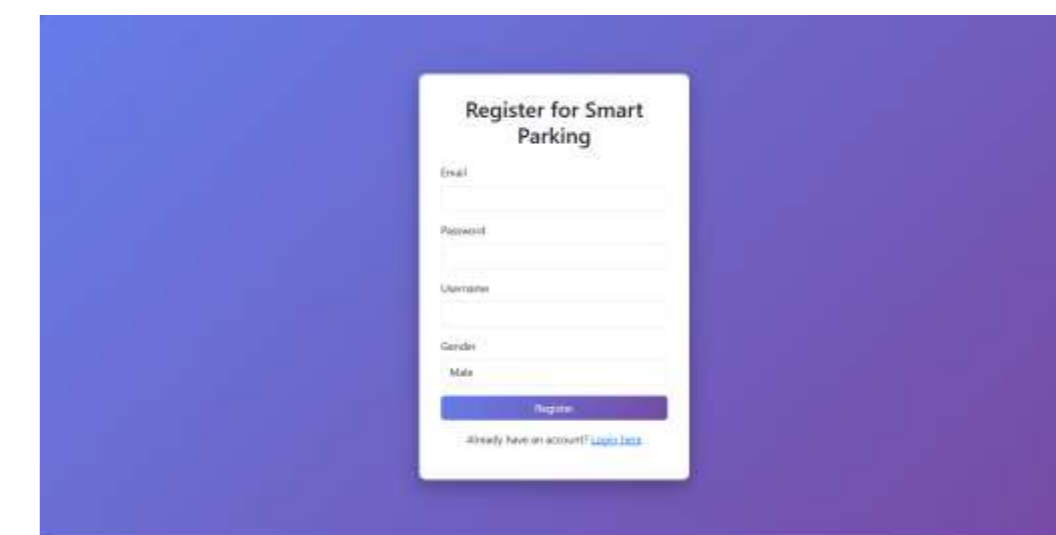 Register for Smart
Parking
Email
Password
Username
Gender
Male
Register
Already have an account? Login here